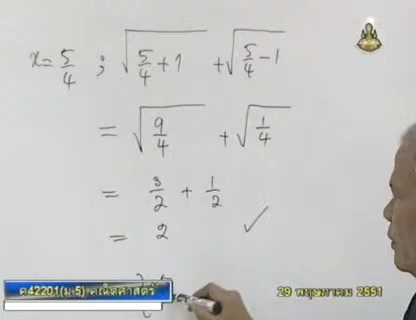 x = 5/4 ; √(5/4 + 1) + √(5/4 − 1)
= √(9/4) + √(1/4)
= 3/2 + 1/2
= 2 ✓
ค42201(ม.5)-คณิตศาสตร์
29 พฤษภาคม 2551